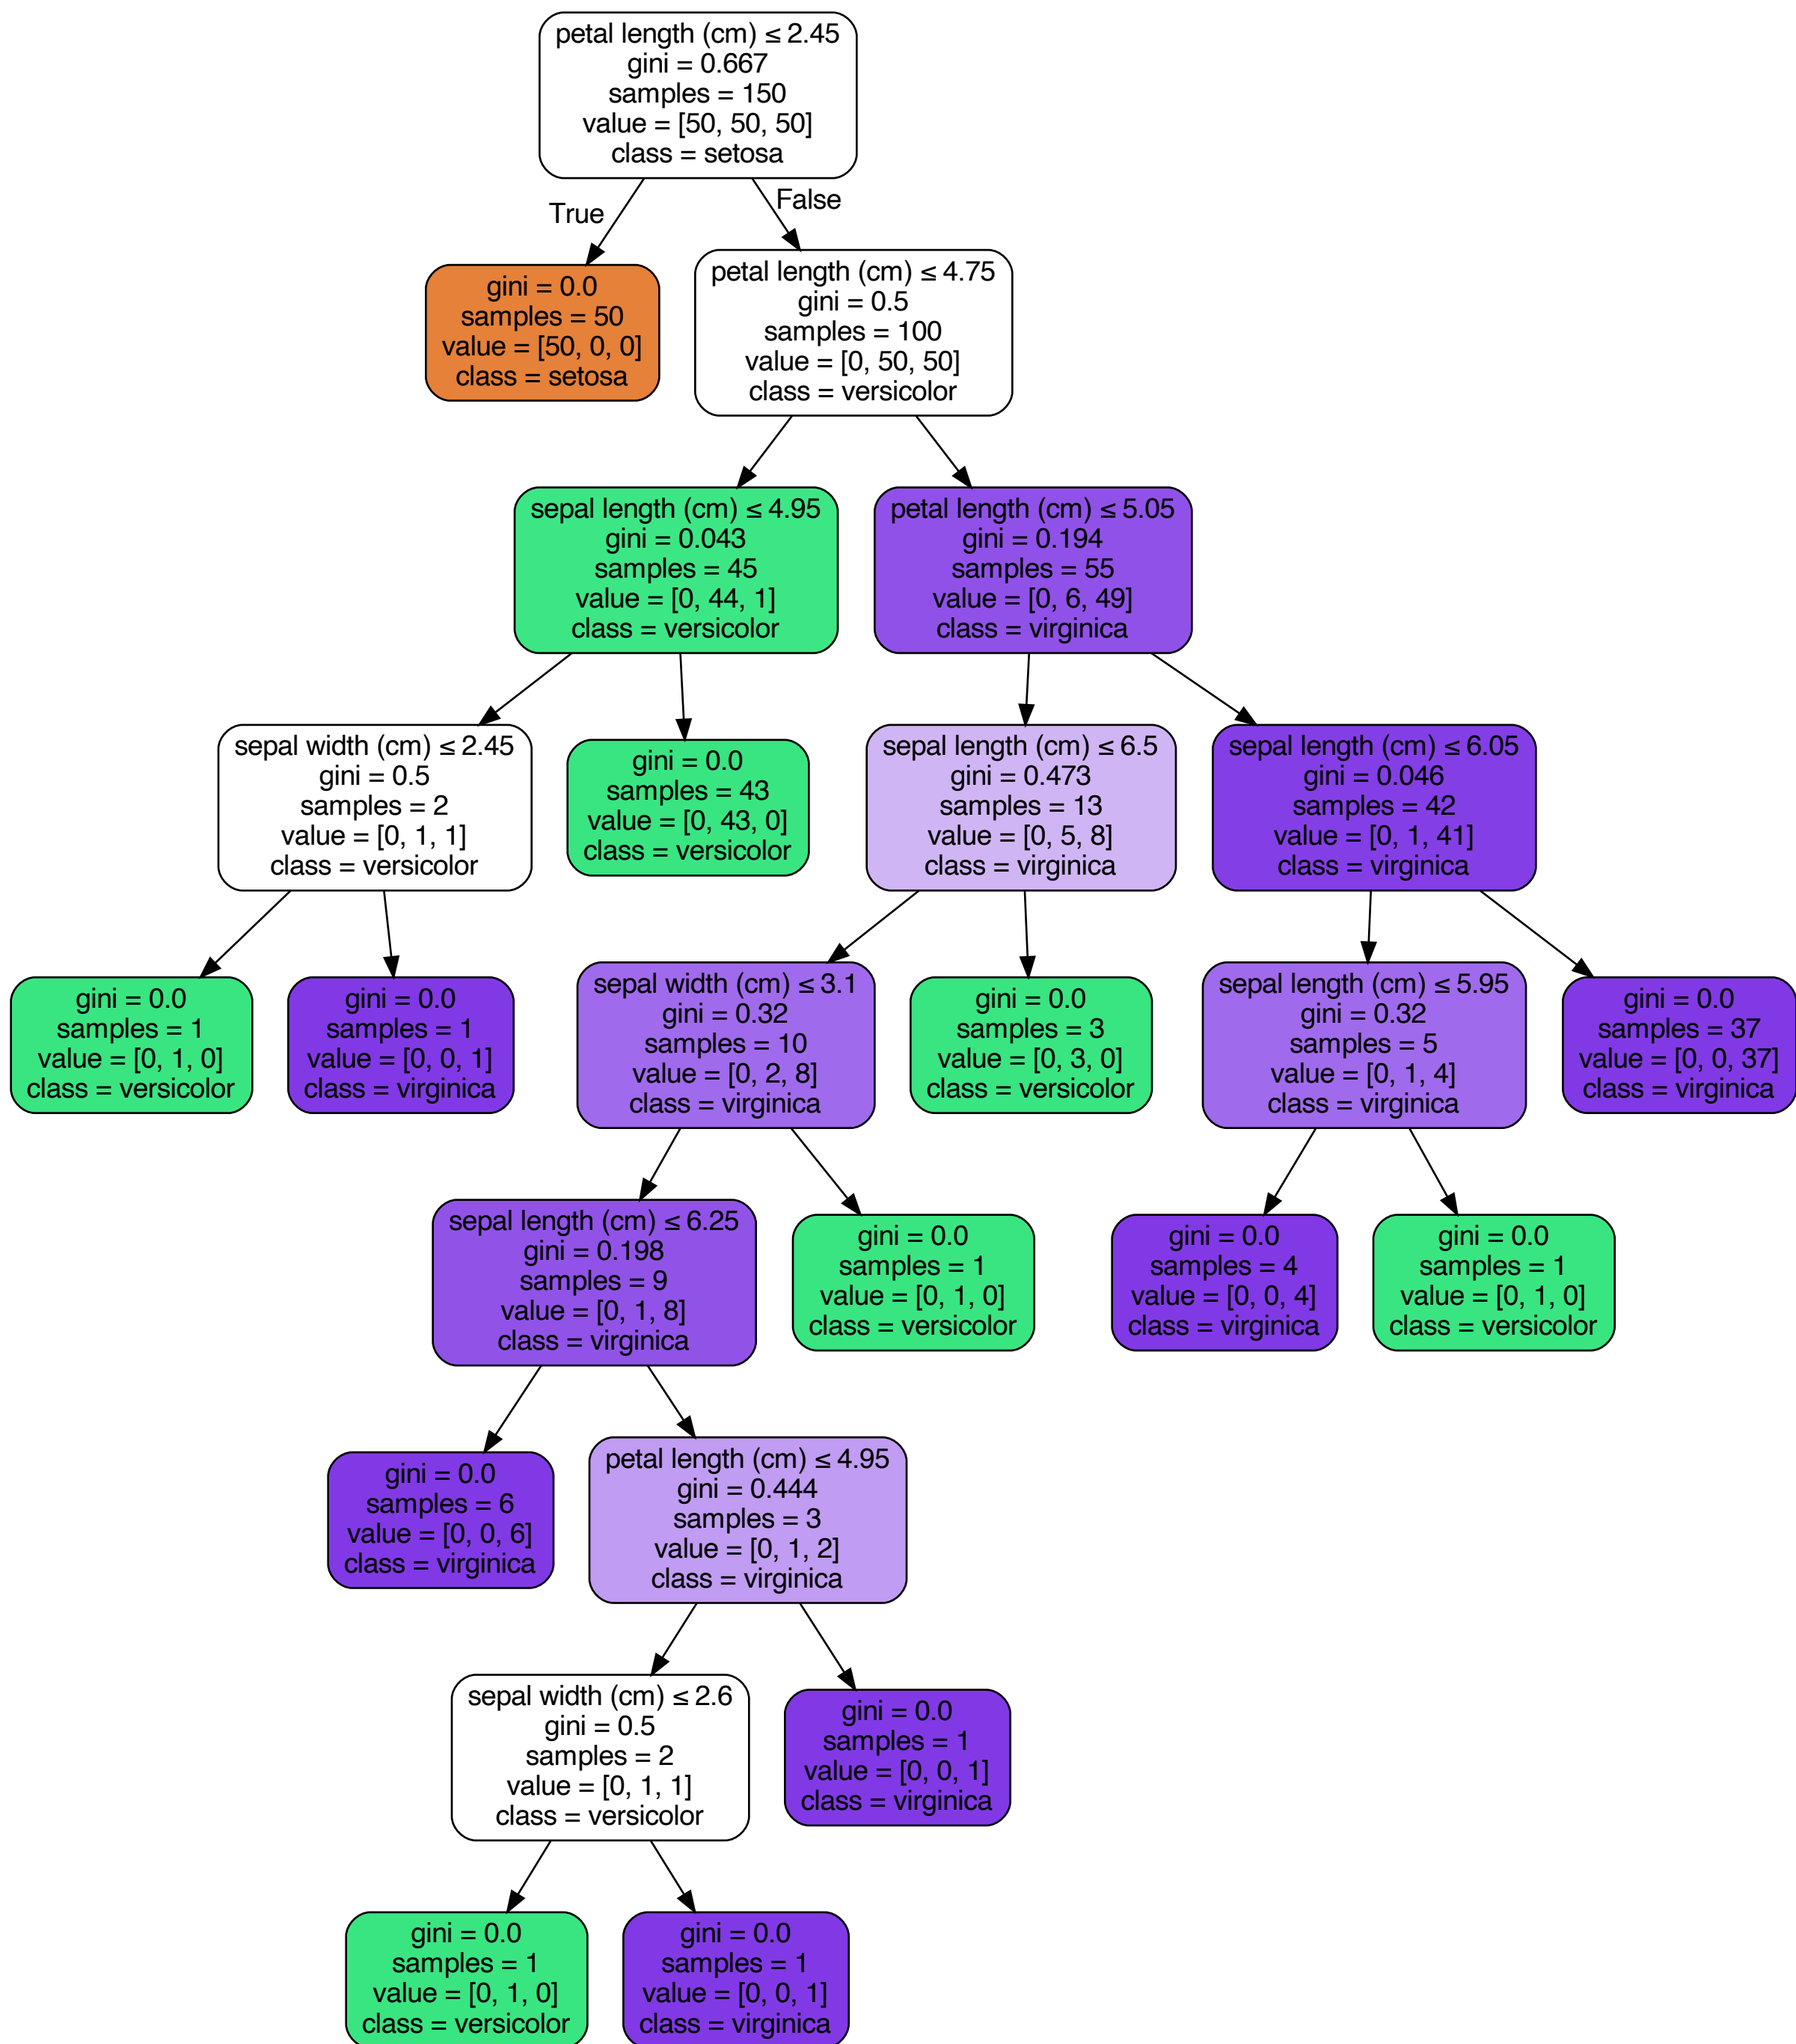 petal length (cm) ≤ 2.45
gini = 0.667
samples = 150
value = [50, 50, 50]
class = setosa
True
False
gini = 0.0
samples = 50
value = [50, 0, 0]
class = setosa
petal length (cm) ≤ 4.75
gini = 0.5
samples = 100
value = [0, 50, 50]
class = versicolor
sepal length (cm) ≤ 4.95
gini = 0.043
samples = 45
value = [0, 44, 1]
class = versicolor
petal length (cm) ≤ 5.05
gini = 0.194
samples = 55
value = [0, 6, 49]
class = virginica
sepal width (cm) ≤ 2.45
gini = 0.5
samples = 2
value = [0, 1, 1]
class = versicolor
gini = 0.0
samples = 43
value = [0, 43, 0]
class = versicolor
sepal length (cm) ≤ 6.5
gini = 0.473
samples = 13
value = [0, 5, 8]
class = virginica
sepal length (cm) ≤ 6.05
gini = 0.046
samples = 42
value = [0, 1, 41]
class = virginica
gini = 0.0
samples = 1
value = [0, 1, 0]
class = versicolor
gini = 0.0
samples = 1
value = [0, 0, 1]
class = virginica
sepal width (cm) ≤ 3.1
gini = 0.32
samples = 10
value = [0, 2, 8]
class = virginica
gini = 0.0
samples = 3
value = [0, 3, 0]
class = versicolor
sepal length (cm) ≤ 5.95
gini = 0.32
samples = 5
value = [0, 1, 4]
class = virginica
gini = 0.0
samples = 37
value = [0, 0, 37]
class = virginica
sepal length (cm) ≤ 6.25
gini = 0.198
samples = 9
value = [0, 1, 8]
class = virginica
gini = 0.0
samples = 1
value = [0, 1, 0]
class = versicolor
gini = 0.0
samples = 4
value = [0, 0, 4]
class = virginica
gini = 0.0
samples = 1
value = [0, 1, 0]
class = versicolor
gini = 0.0
samples = 6
value = [0, 0, 6]
class = virginica
petal length (cm) ≤ 4.95
gini = 0.444
samples = 3
value = [0, 1, 2]
class = virginica
sepal width (cm) ≤ 2.6
gini = 0.5
samples = 2
value = [0, 1, 1]
class = versicolor
gini = 0.0
samples = 1
value = [0, 0, 1]
class = virginica
gini = 0.0
samples = 1
value = [0, 1, 0]
class = versicolor
gini = 0.0
samples = 1
value = [0, 0, 1]
class = virginica